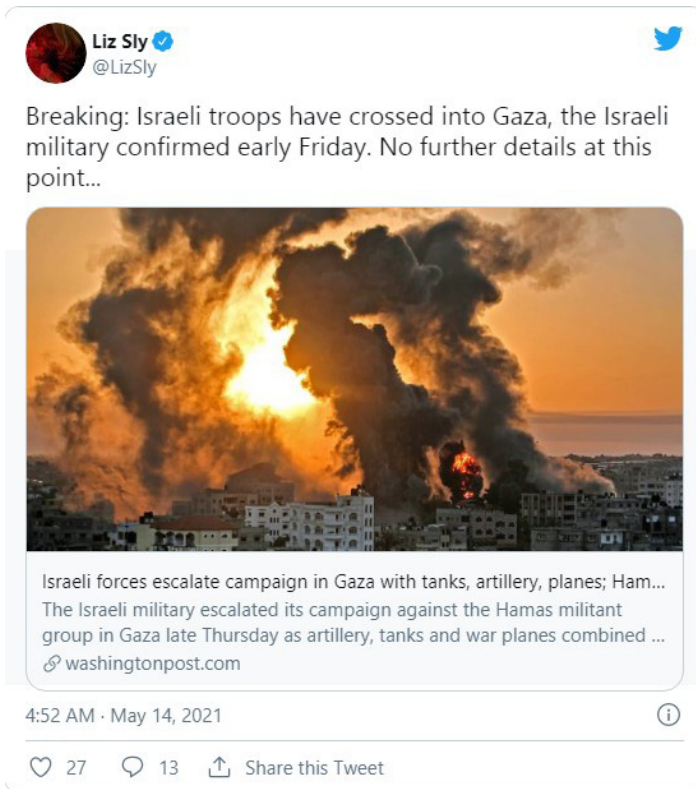 Liz Sly
@LizSly
Breaking: Israeli troops have crossed into Gaza, the Israeli
military confirmed early Friday. No further details at this
point...
Israeli forces escalate campaign in Gaza with tanks, artillery, planes; Ham...
The Israeli military escalated its campaign against the Hamas militant
group in Gaza late Thursday as artillery, tanks and war planes combined ...
washingtonpost.com
4:52 AM · May 14, 2021
27 13 Share this Tweet